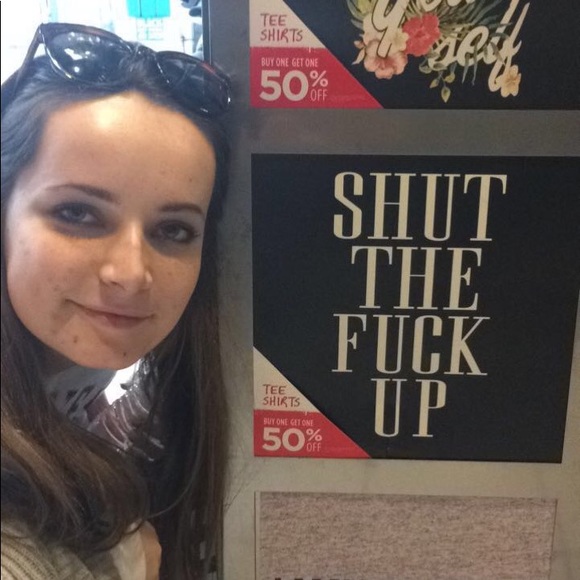 TEE
SHIRTS
BUY ONE GET ONE
50% OFF
self
SHUT
THE
FUCK
UP
TEE
SHIRTS
BUY ONE GET ONE
50% OFF